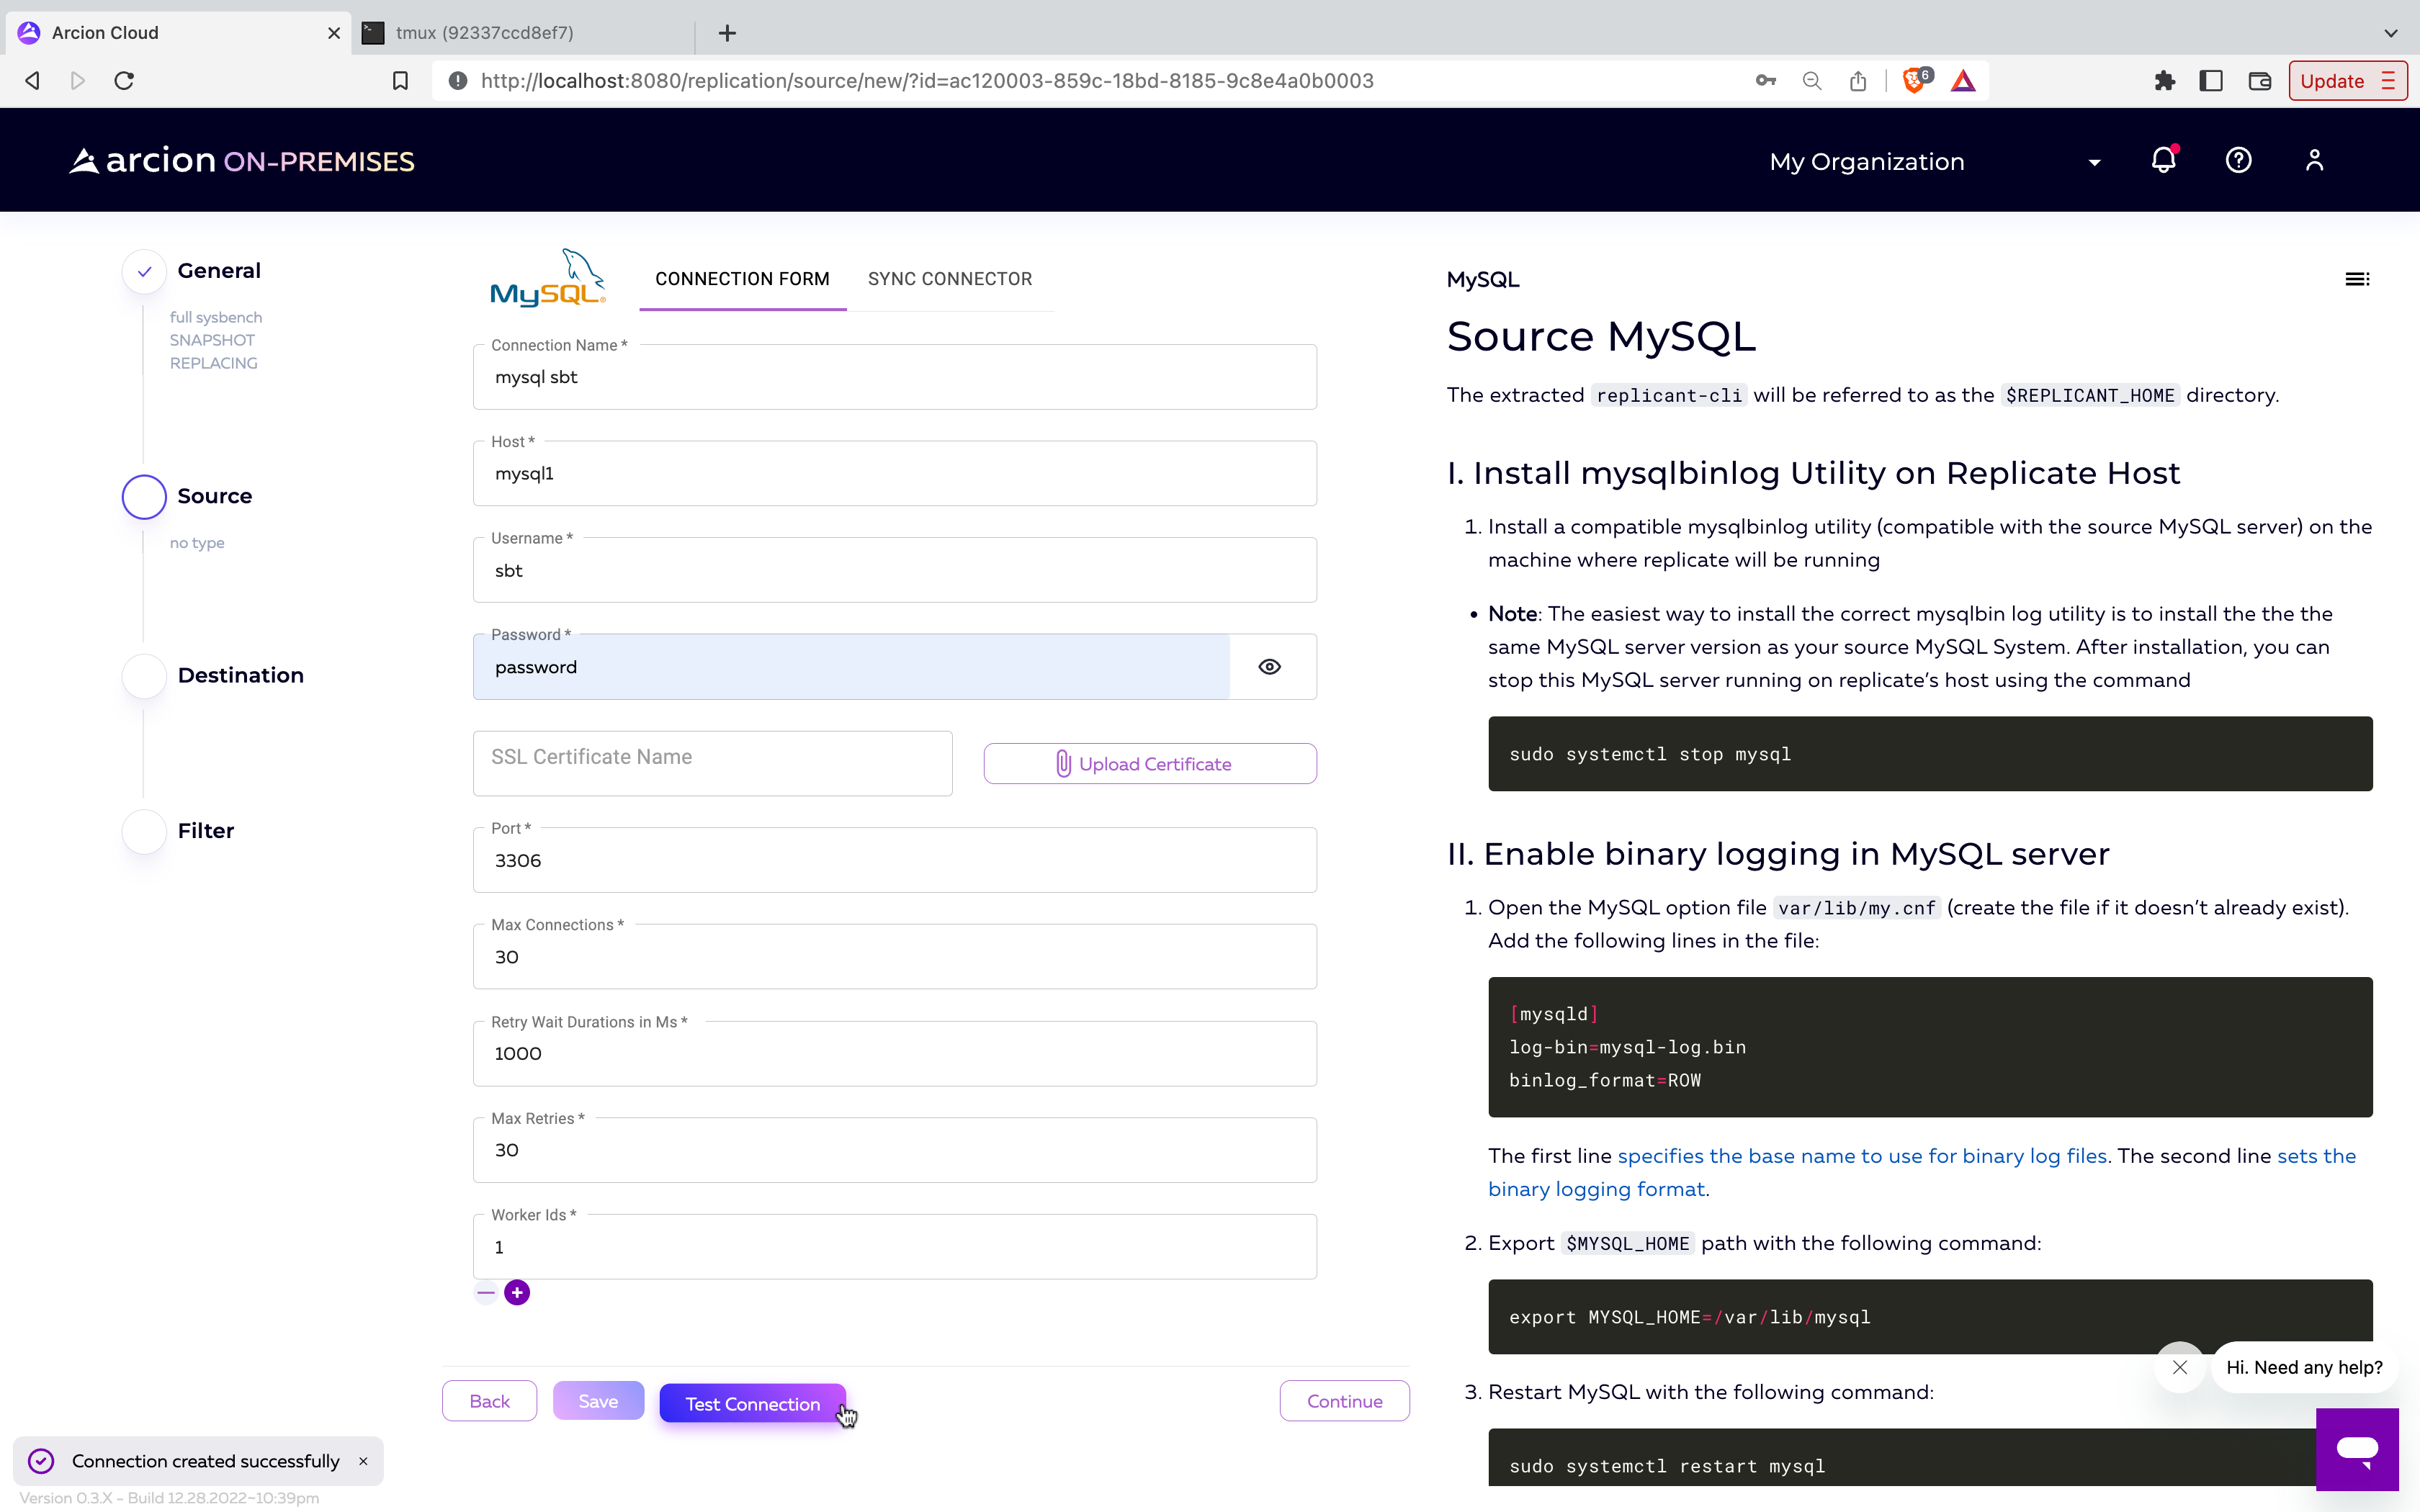 Arcion Cloud
tmux (92337ccd8ef7)
http://localhost:8080/replication/source/new/?id=ac120003-859c-18bd-8185-9c8e4a0b0003
6
Update
arcion ON-PREMISES
My Organization
General
full sysbench
SNAPSHOT
REPLACING
Source
no type
Destination
Filter
MySQL®
CONNECTION FORM
SYNC CONNECTOR
Connection Name *
mysql sbt
Host *
mysql1
Username *
sbt
Password *
password
SSL Certificate Name
Upload Certificate
Port *
3306
Max Connections *
30
Retry Wait Durations in Ms *
1000
Max Retries *
30
Worker Ids *
1
Back
Save
Test Connection
Continue
Connection created successfully
Version 0.3.X - Build 12.28.2022~10:39pm
MySQL
Source MySQL
The extracted replicant-cli will be referred to as the $REPLICANT_HOME directory.
I. Install mysqlbinlog Utility on Replicate Host
1. Install a compatible mysqlbinlog utility (compatible with the source MySQL server) on the
machine where replicate will be running
• Note: The easiest way to install the correct mysqlbin log utility is to install the the the
same MySQL server version as your source MySQL System. After installation, you can
stop this MySQL server running on replicate's host using the command
sudo systemctl stop mysql
II. Enable binary logging in MySQL server
1. Open the MySQL option file var/lib/my.cnf (create the file if it doesn't already exist).
Add the following lines in the file:
[mysqld]
log-bin=mysql-log.bin
binlog_format=ROW
The first line specifies the base name to use for binary log files. The second line sets the
binary logging format.
2. Export $MYSQL_HOME path with the following command:
export MYSQL_HOME=/var/lib/mysql
3. Restart MySQL with the following command:
sudo systemctl restart mysql
Hi. Need any help?